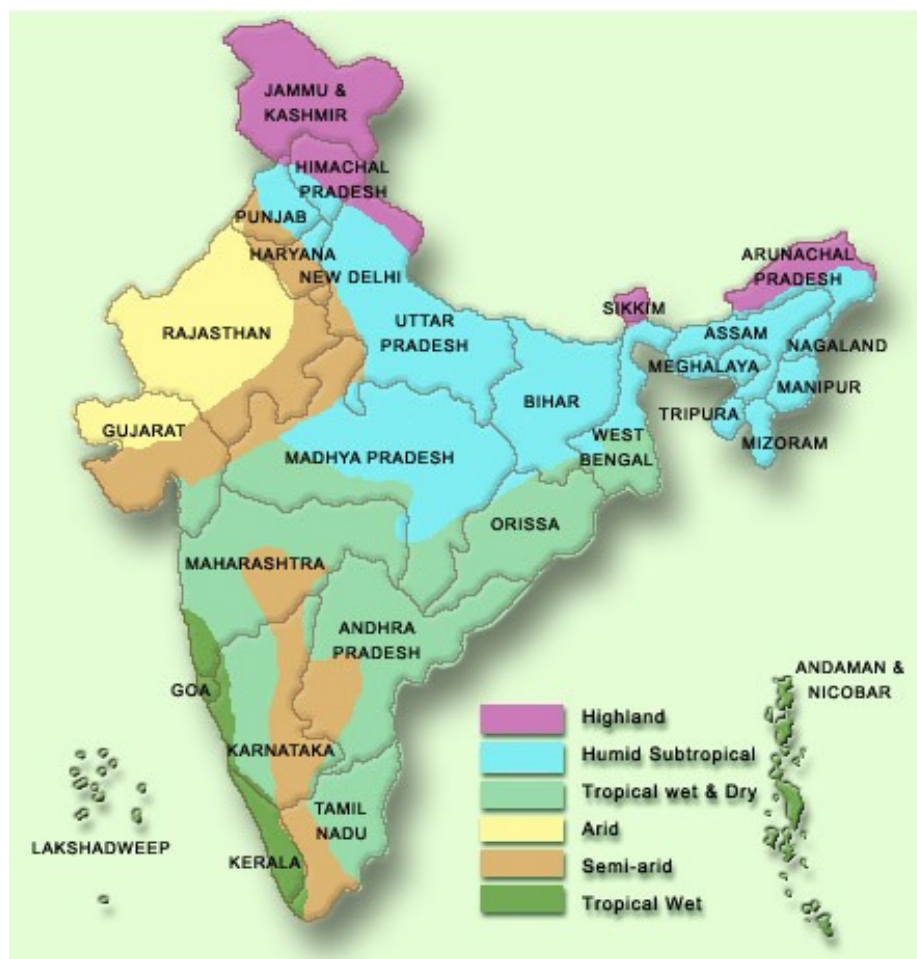 JAMMU &
KASHMIR
HIMACHAL
PRADESH
PUNJAB
HARYANA
NEW DELHI
ARUNACHAL
PRADESH
SIKKIM
RAJASTHAN
UTTAR
PRADESH
ASSAM
NAGALAND
MEGHALAYA
MANIPUR
BIHAR
TRIPURA
GUJARAT
WEST
BENGAL
MIZORAM
MADHYA PRADESH
ORISSA
MAHARASHTRA
ANDHRA
PRADESH
GOA
ANDAMAN &
NICOBAR
KARNATAKA
TAMIL
NADU
LAKSHADWEEP
KERALA
Highland
Humid Subtropical
Tropical wet & Dry
Arid
Semi-arid
Tropical Wet